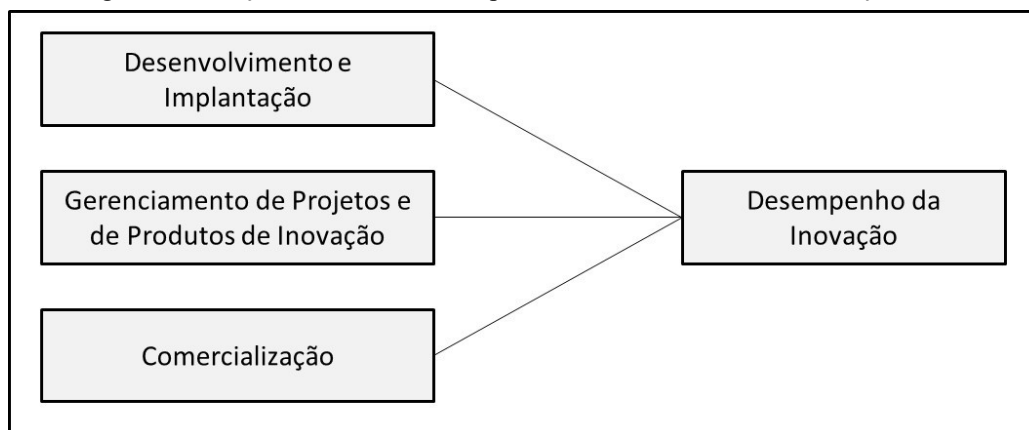 Desenvolvimento e
Implantação
Gerenciamento de Projetos e
de Produtos de Inovação
Comercialização
Desempenho da
Inovação